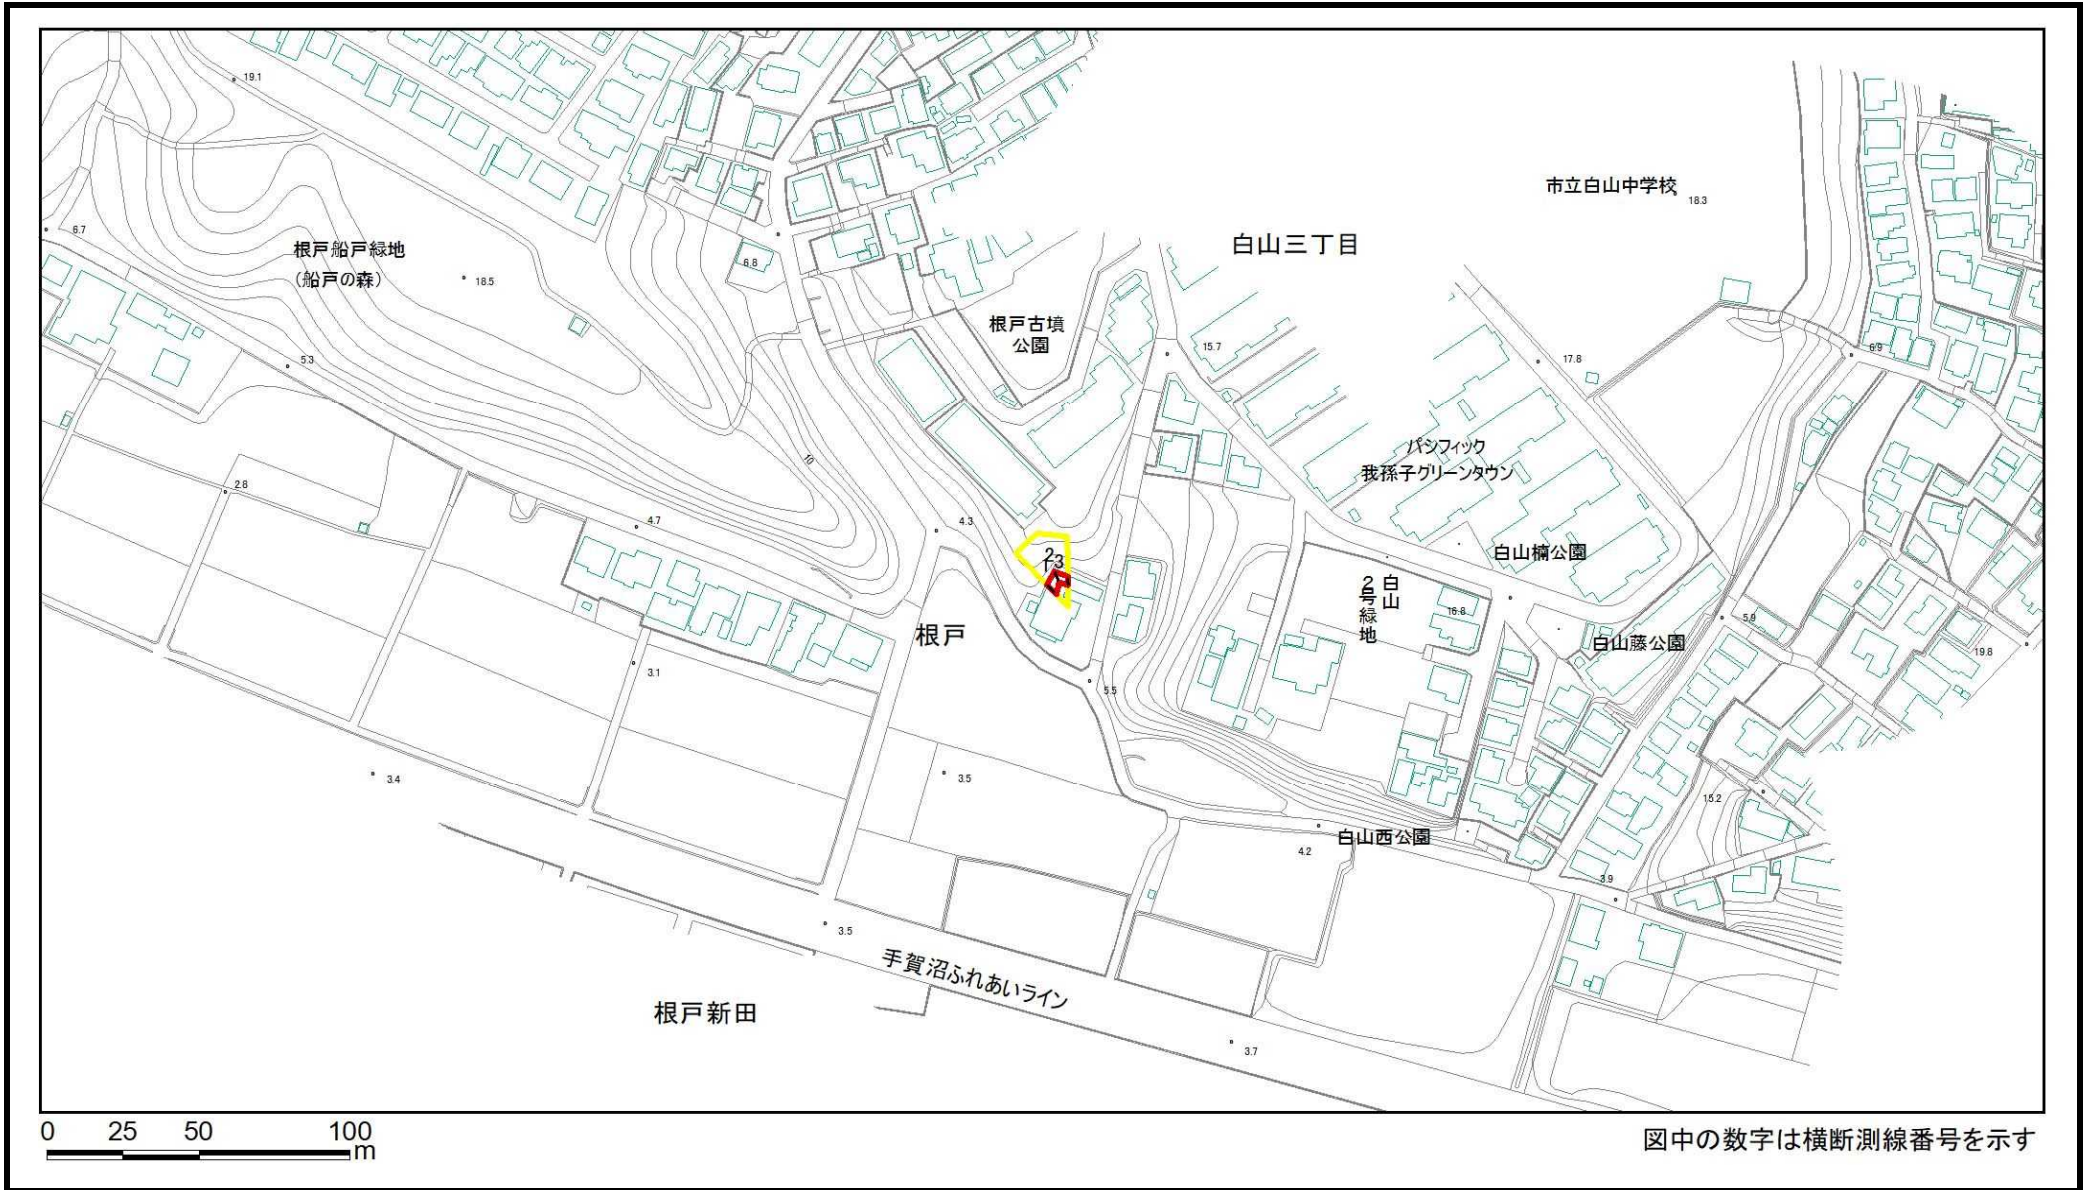 19.1
市立白山中学校
18.3
6.7
根戸船戸緑地
(船戸の森)
18.5
6.8
白山三丁目
根戸古墳
公園
15.7
17.8
6.9
5.3
10
パシフィック
我孫子グリーンタウン
2.8
4.7
4.3
2
1
3
白山楠公園
白山
2号緑地
16.8
5.9
根戸
白山藤公園
19.8
3.1
5.5
3.4
3.5
15.2
白山西公園
4.2
3.9
3.5
手賀沼ふれあいライン
根戸新田
3.7
0 25 50 100
m
図中の数字は横断測線番号を示す